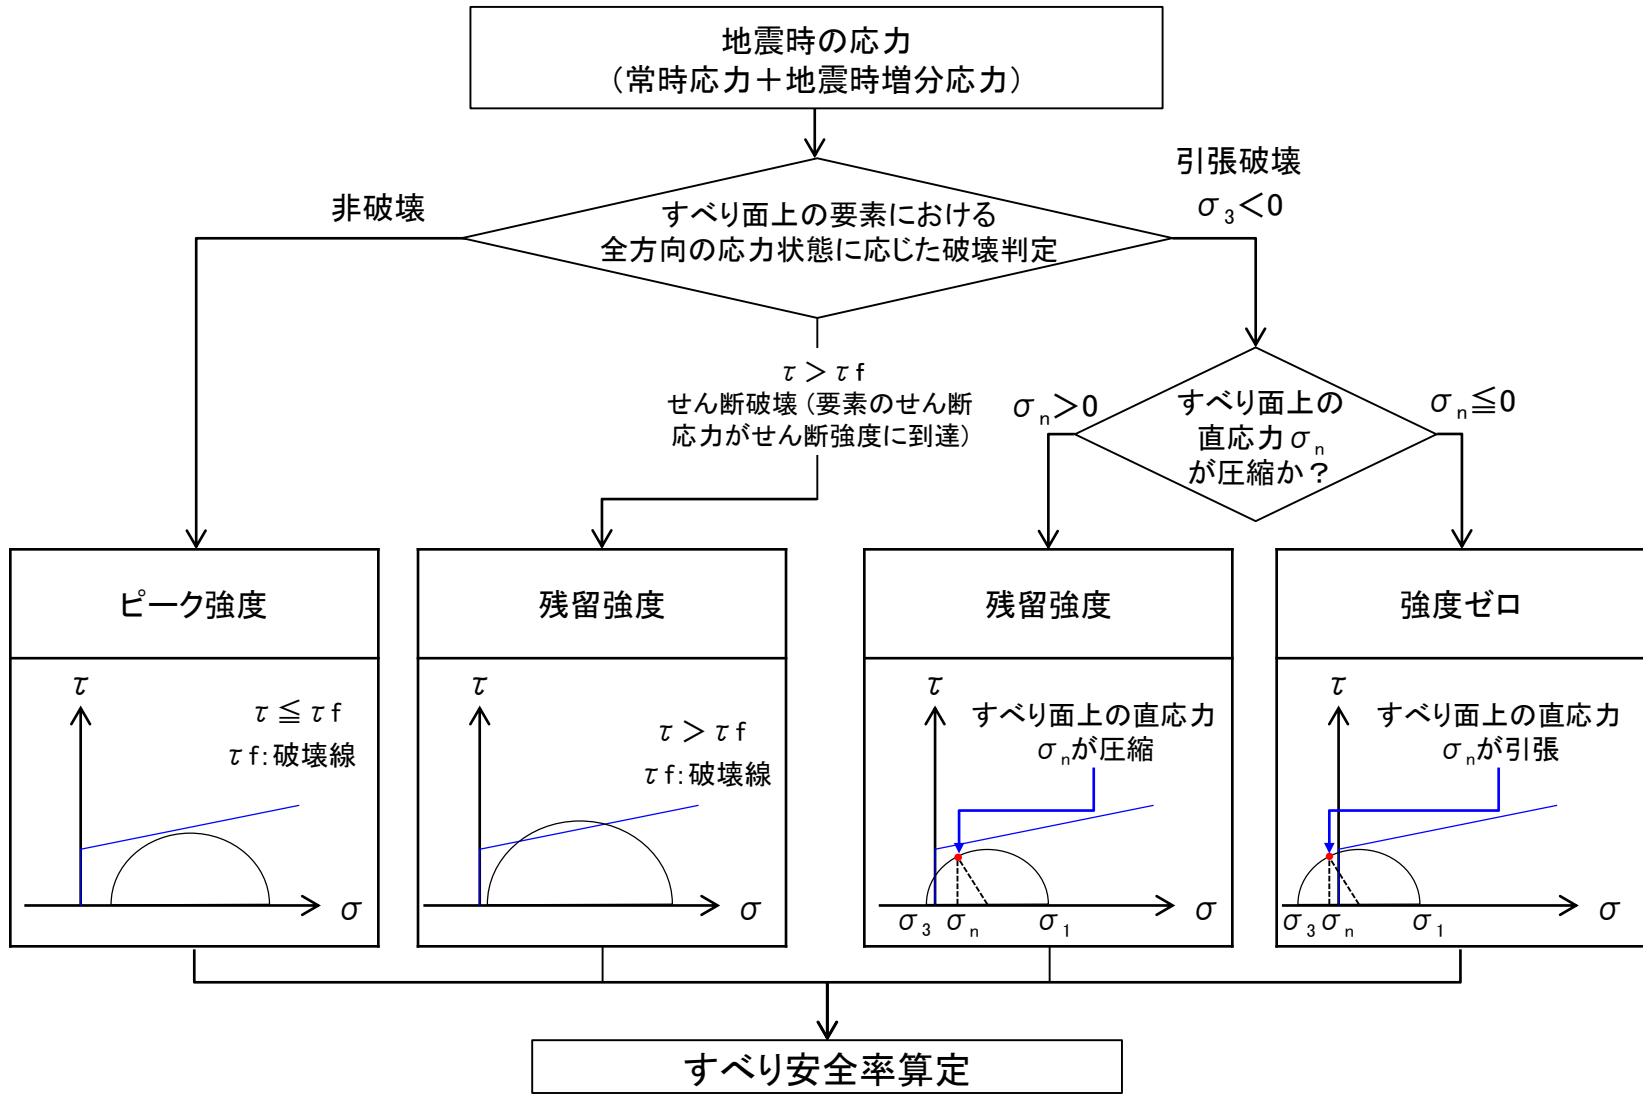 地震時の応力
（常時応力＋地震時増分応力）
すべり面上の要素における
全方向の応力状態に応じた破壊判定
非破壊
引張破壊
σ₃＜0
τ＞τf
せん断破壊（要素のせん断
応力がせん断強度に到達）
σn＞0
すべり面上の
直応力σn
が圧縮か？
σn≦0
ピーク強度
τ
τ≦τf
τf：破壊線
σ
残留強度
τ
τ＞τf
τf：破壊線
σ
残留強度
τ
すべり面上の直応力
σnが圧縮
σ
σ₃ σn σ₁
強度ゼロ
τ
すべり面上の直応力
σnが引張
σ
σ₃ σn σ₁
すべり安全率算定